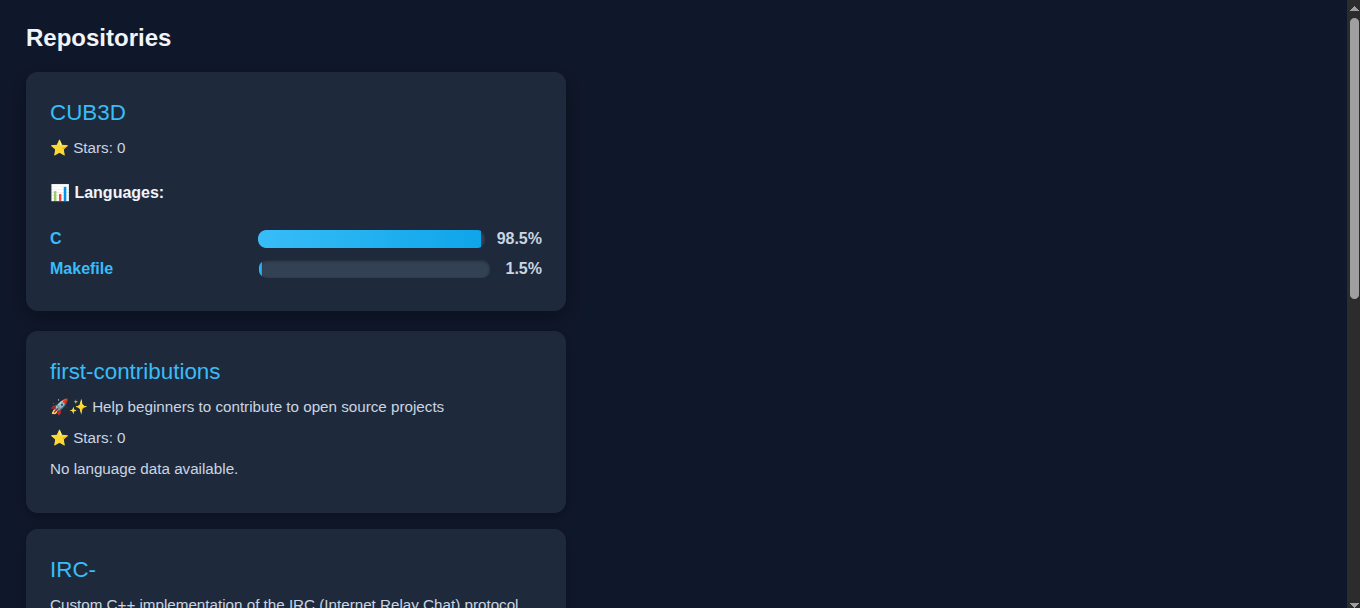 Repositories
CUB3D
⭐ Stars: 0
📊 Languages:
C 98.5%
Makefile 1.5%
first-contributions
🚀✨ Help beginners to contribute to open source projects
⭐ Stars: 0
No language data available.
IRC-
Custom C++ implementation of the IRC (Internet Relay Chat) protocol